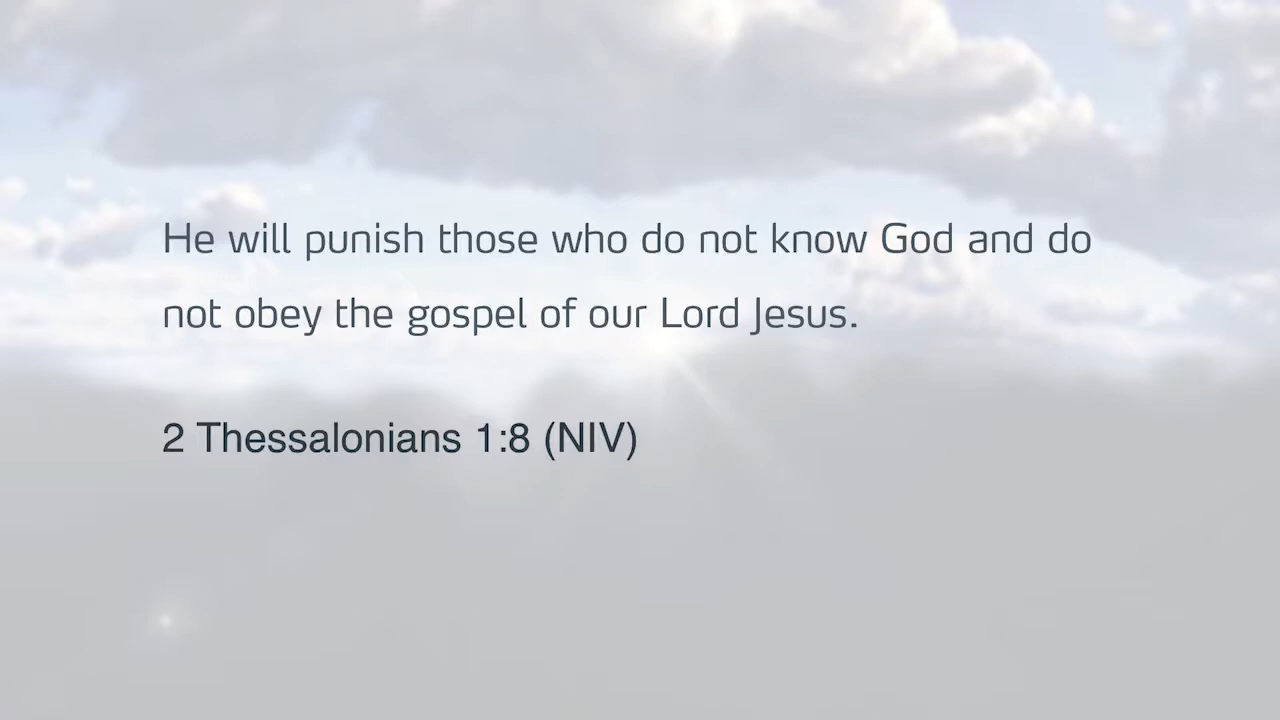 He will punish those who do not know God and do
not obey the gospel of our Lord Jesus.
2 Thessalonians 1:8 (NIV)